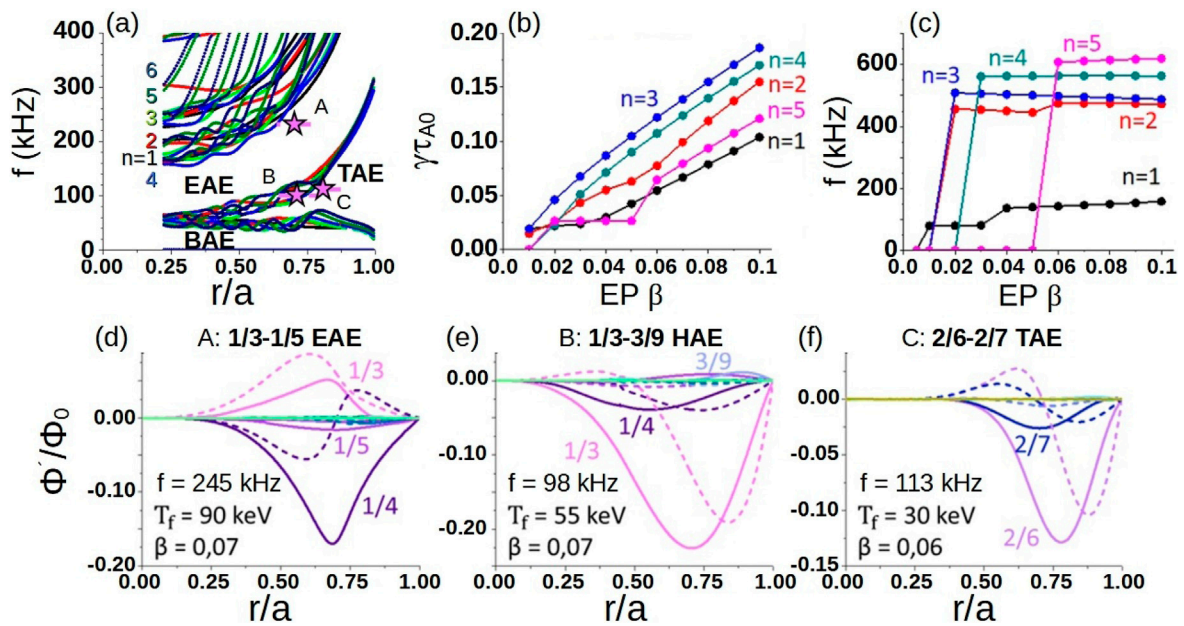 (a)
400
300
200
100
0
f (kHz)
6
5
3
2
n=1
4
A
B
C
EAE
TAE
BAE
0.00 0.25 0.50 0.75 1.00
r/a
(b)
0.20
0.15
0.10
0.05
0.00
γτA0
n=3
n=4
n=2
n=5
n=1
0.00 0.02 0.04 0.06 0.08 0.1
EP β
(c)
600
400
200
0
f (kHz)
n=5
n=4
n=3
n=2
n=1
0.00 0.02 0.04 0.06 0.08 0.1
EP β
(d) A: 1/3-1/5 EAE
0.00
-0.10
-0.20
Φ´/Φ0
1/3
1/5
1/4
f = 245 kHz
Tf = 90 keV
β = 0,07
0.00 0.25 0.50 0.75 1.00
r/a
(e) B: 1/3-3/9 HAE
0.00
-0.10
-0.20
3/9
1/4
1/3
f = 98 kHz
Tf = 55 keV
β = 0,07
0.00 0.25 0.50 0.75 1.00
r/a
(f) C: 2/6-2/7 TAE
0.00
-0.05
-0.10
-0.15
2/7
2/6
f = 113 kHz
Tf = 30 keV
β = 0,06
0.00 0.25 0.50 0.75 1.00
r/a